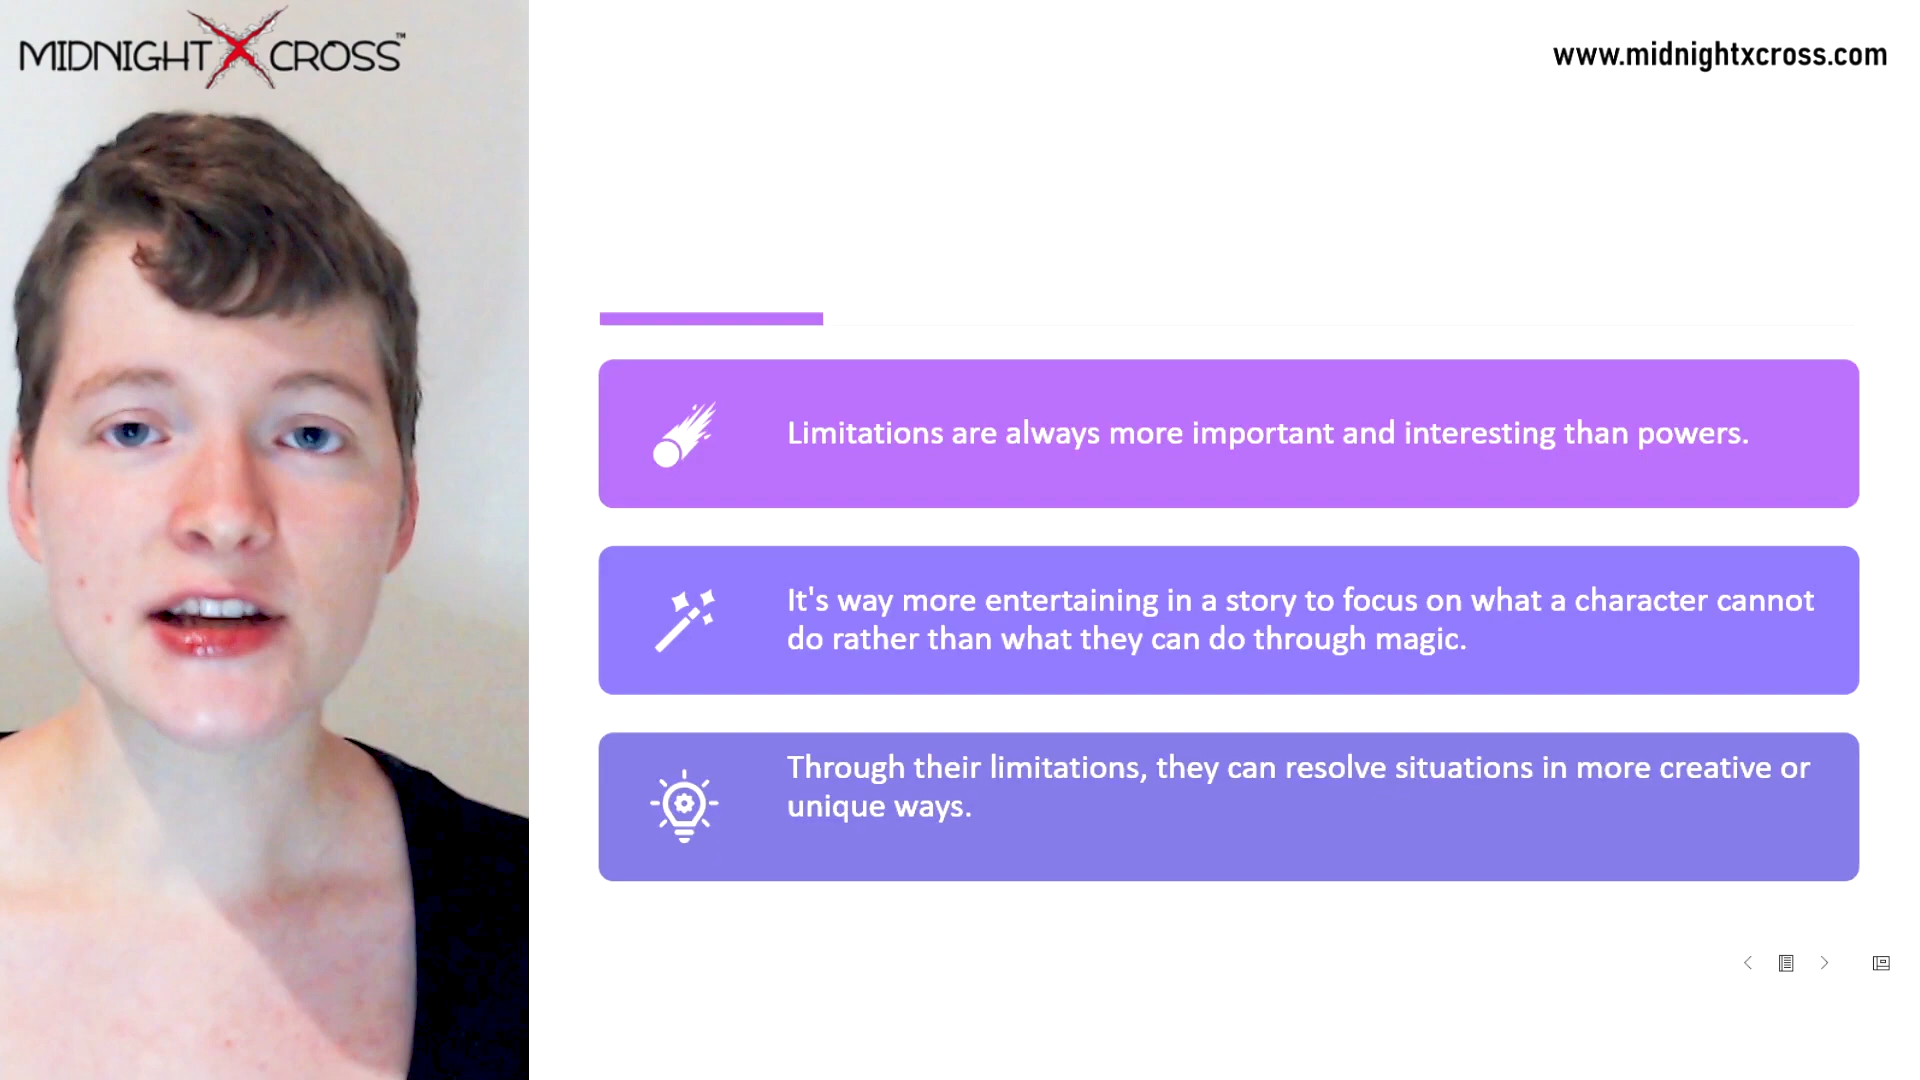 MIDNIGHT X CROSS™
www.midnightxcross.com
Limitations are always more important and interesting than powers.
It's way more entertaining in a story to focus on what a character cannot
do rather than what they can do through magic.
Through their limitations, they can resolve situations in more creative or
unique ways.